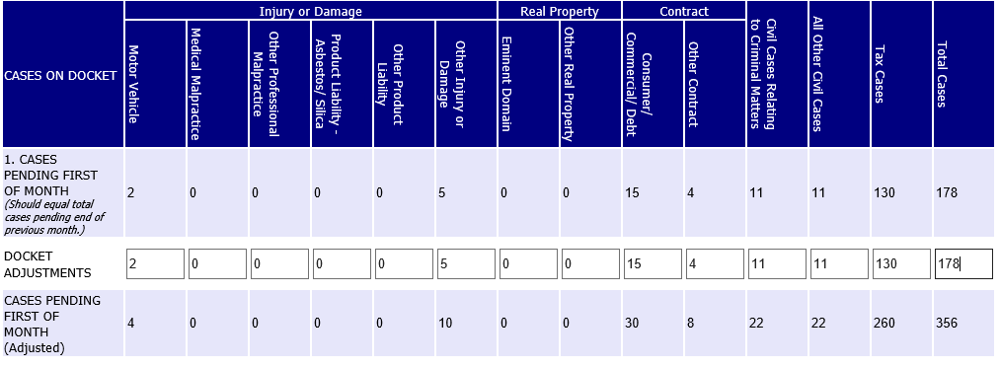 Injury or Damage Real Property Contract
CASES ON DOCKET
Motor Vehicle
Medical Malpractice
Other Professional
Malpractice
Product Liability -
Asbestos/ Silica
Other Product
Liability
Other Injury or
Damage
Eminent Domain
Other Real Property
Consumer/
Commercial/ Debt
Other Contract
Civil Cases Relating
to Criminal Matters
All Other Civil Cases
Tax Cases
Total Cases
1. CASES
PENDING FIRST
OF MONTH
(Should equal total
cases pending end of
previous month.)
2 0 0 0 0 5 0 0 15 4 11 11 130 178
DOCKET
ADJUSTMENTS
2 0 0 0 0 5 0 0 15 4 11 11 130 178
CASES PENDING
FIRST OF
MONTH
(Adjusted)
4 0 0 0 0 10 0 0 30 8 22 22 260 356